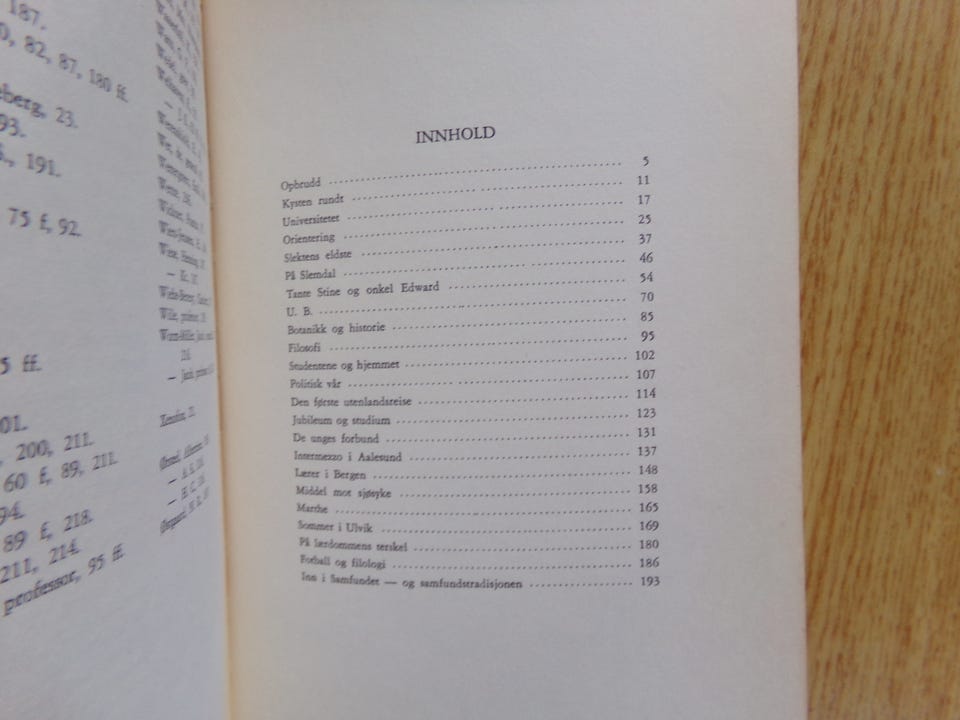 187.
0, 82, 87, 180 ff.
eberg, 23.
93.
S., 191.
75 f, 92.
5 ff.
01.
, 200, 211.
60 f, 89, 211.
94.
89 f, 218.
211, 214.
professor, 95 ff.
Xenofon, 21.
INNHOLD
Opbrudd 5
Kysten rundt 11
Universitetet 17
Orientering 25
Slektens eldste 37
På Slemdal 46
Tante Stine og onkel Edward 54
U. B. 70
Botanikk og historie 85
Filosofi 95
Studentene og hjemmet 102
Politisk vår 107
Den første utenlandsreise 114
Jubileum og studium 123
De unges forbund 131
Intermezzo i Aalesund 137
Lærer i Bergen 148
Middel mot sjøsyke 158
Marthe 165
Sommer i Ulvik 169
På lærdommens terskel 180
Fotball og filologi 186
Inn i Samfundet — og samfundstradisjonen 193